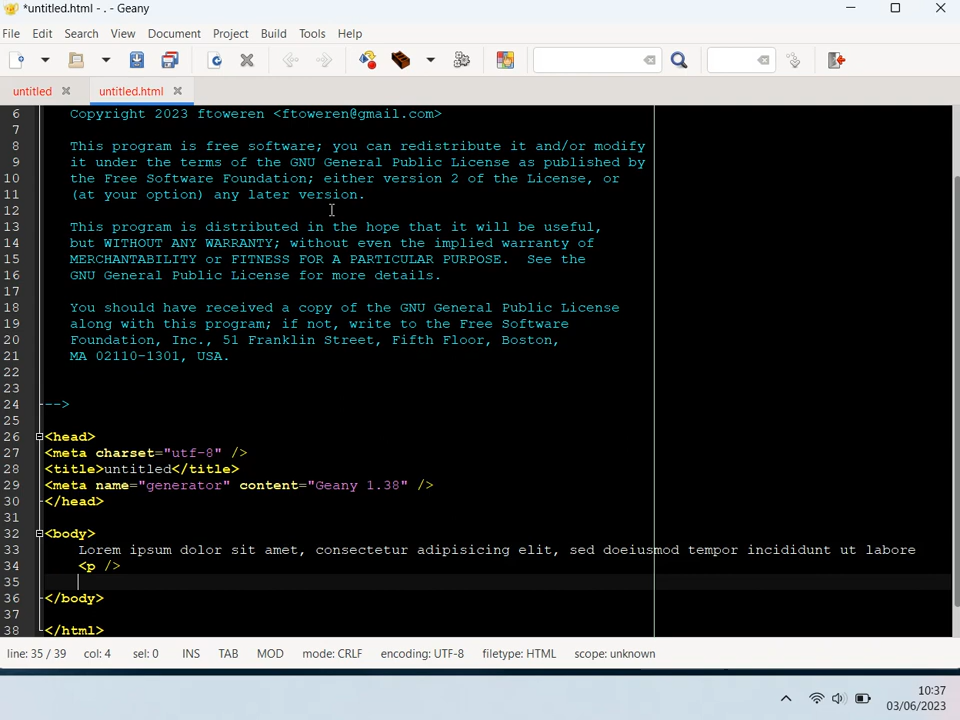 *untitled.html - . - Geany
File Edit Search View Document Project Build Tools Help
untitled untitled.html
6 Copyright 2023 ftoweren <ftoweren@gmail.com>
7
8 This program is free software; you can redistribute it and/or modify
9 it under the terms of the GNU General Public License as published by
10 the Free Software Foundation; either version 2 of the License, or
11 (at your option) any later version.
12
13 This program is distributed in the hope that it will be useful,
14 but WITHOUT ANY WARRANTY; without even the implied warranty of
15 MERCHANTABILITY or FITNESS FOR A PARTICULAR PURPOSE.  See the
16 GNU General Public License for more details.
17
18 You should have received a copy of the GNU General Public License
19 along with this program; if not, write to the Free Software
20 Foundation, Inc., 51 Franklin Street, Fifth Floor, Boston,
21 MA 02110-1301, USA.
22
23
24 -->
25
26 <head>
27 <meta charset="utf-8" />
28 <title>untitled</title>
29 <meta name="generator" content="Geany 1.38" />
30 </head>
31
32 <body>
33 Lorem ipsum dolor sit amet, consectetur adipisicing elit, sed doeiusmod tempor incididunt ut labore
34 <p />
35
36 </body>
37
38 </html>
line: 35 / 39 col: 4 sel: 0 INS TAB MOD mode: CRLF encoding: UTF-8 filetype: HTML scope: unknown
10:37
03/06/2023